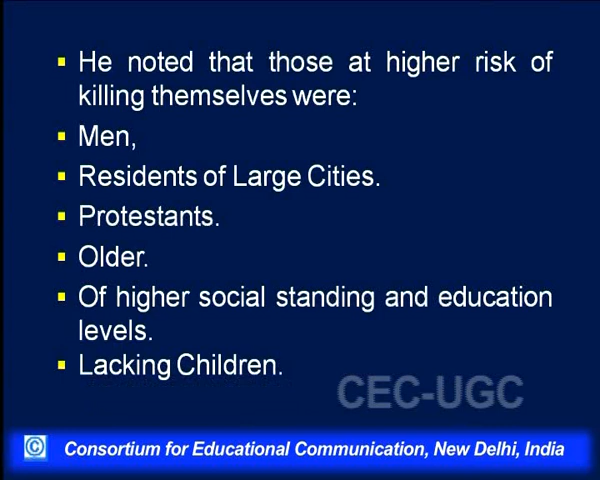 He noted that those at higher risk of
killing themselves were:
Men,
Residents of Large Cities.
Protestants.
Older.
Of higher social standing and education
levels.
Lacking Children.
CEC-UGC
© Consortium for Educational Communication, New Delhi, India